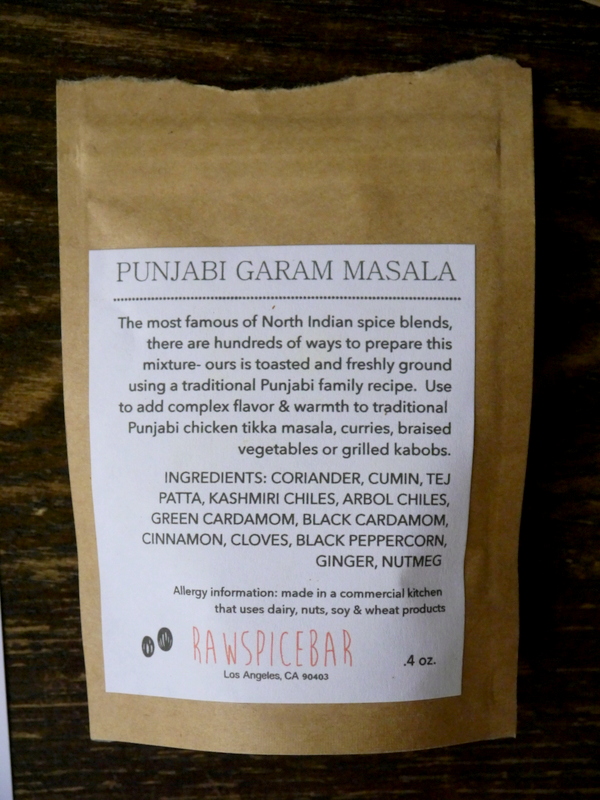 PUNJABI GARAM MASALA
The most famous of North Indian spice blends,
there are hundreds of ways to prepare this
mixture- ours is toasted and freshly ground
using a traditional Punjabi family recipe. Use
to add complex flavor & warmth to traditional
Punjabi chicken tikka masala, curries, braised
vegetables or grilled kabobs.
INGREDIENTS: CORIANDER, CUMIN, TEJ
PATTA, KASHMIRI CHILES, ARBOL CHILES,
GREEN CARDAMOM, BLACK CARDAMOM,
CINNAMON, CLOVES, BLACK PEPPERCORN,
GINGER, NUTMEG
Allergy information: made in a commercial kitchen
that uses dairy, nuts, soy & wheat products
RAWSPICEBAR
.4 oz.
Los Angeles, CA 90403